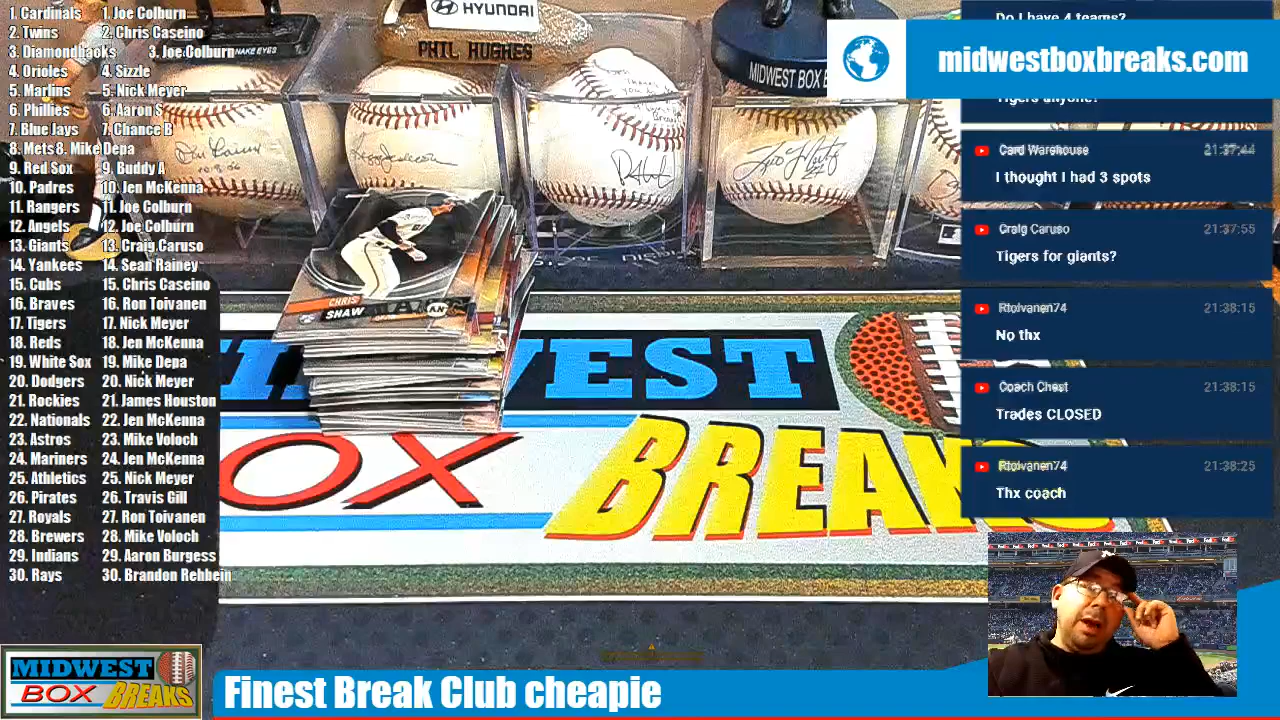 1. Cardinals 1. Joe Colburn
2. Twins 2. Chris Caseino
3. Diamondbacks 3. Joe Colburn
4. Orioles 4. Sizzle
5. Marlins 5. Nick Meyer
6. Phillies 6. Aaron S
7. Blue Jays 7. Chance B
8. Mets 8. Mike Depa
9. Red Sox 9. Buddy A
10. Padres 10. Jen McKenna
11. Rangers 11. Joe Colburn
12. Angels 12. Joe Colburn
13. Giants 13. Craig Caruso
14. Yankees 14. Sean Rainey
15. Cubs 15. Chris Caseino
16. Braves 16. Ron Toivanen
17. Tigers 17. Nick Meyer
18. Reds 18. Jen McKenna
19. White Sox 19. Mike Depa
20. Dodgers 20. Nick Meyer
21. Rockies 21. James Houston
22. Nationals 22. Jen McKenna
23. Astros 23. Mike Voloch
24. Mariners 24. Jen McKenna
25. Athletics 25. Nick Meyer
26. Pirates 26. Travis Gill
27. Royals 27. Ron Toivanen
28. Brewers 28. Mike Voloch
29. Indians 29. Aaron Burgess
30. Rays 30. Brandon Rehbein
HYUNDAI
PHIL HUGHES
MIDWEST BOX B
CHRIS
SHAW
WEST
OX BREAK
Do I have 4 teams?
midwestboxbreaks.com
Tigers anyone?
Card Warehouse 21:37:44
I thought I had 3 spots
Craig Caruso 21:37:55
Tigers for giants?
Rtoivanen74 21:38:15
No thx
Coach Chest 21:38:15
Trades CLOSED
Rtoivanen74 21:38:25
Thx coach
MIDWEST
BOX BREAKS
Finest Break Club cheapie